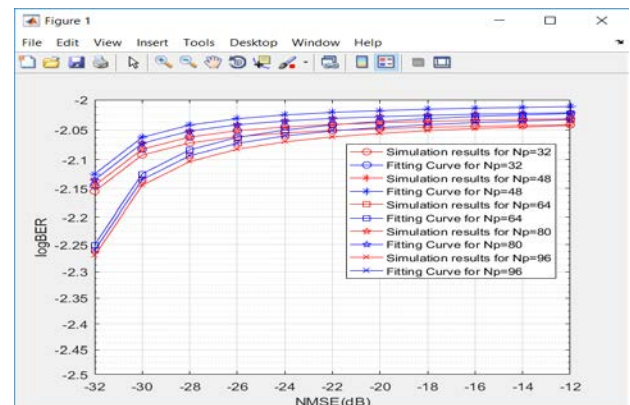 Figure 1
File Edit View Insert Tools Desktop Window Help
-2
-2.05
-2.1
-2.15
-2.2
-2.25
-2.3
-2.35
-2.4
-2.45
-2.5
logBER
Simulation results for Np=32
Fitting Curve for Np=32
Simulation results for Np=48
Fitting Curve for Np=48
Simulation results for Np=64
Fitting Curve for Np=64
Simulation results for Np=80
Fitting Curve for Np=80
Simulation results for Np=96
Fitting Curve for Np=96
-32 -30 -28 -26 -24 -22 -20 -18 -16 -14 -12
NMSE(dB)